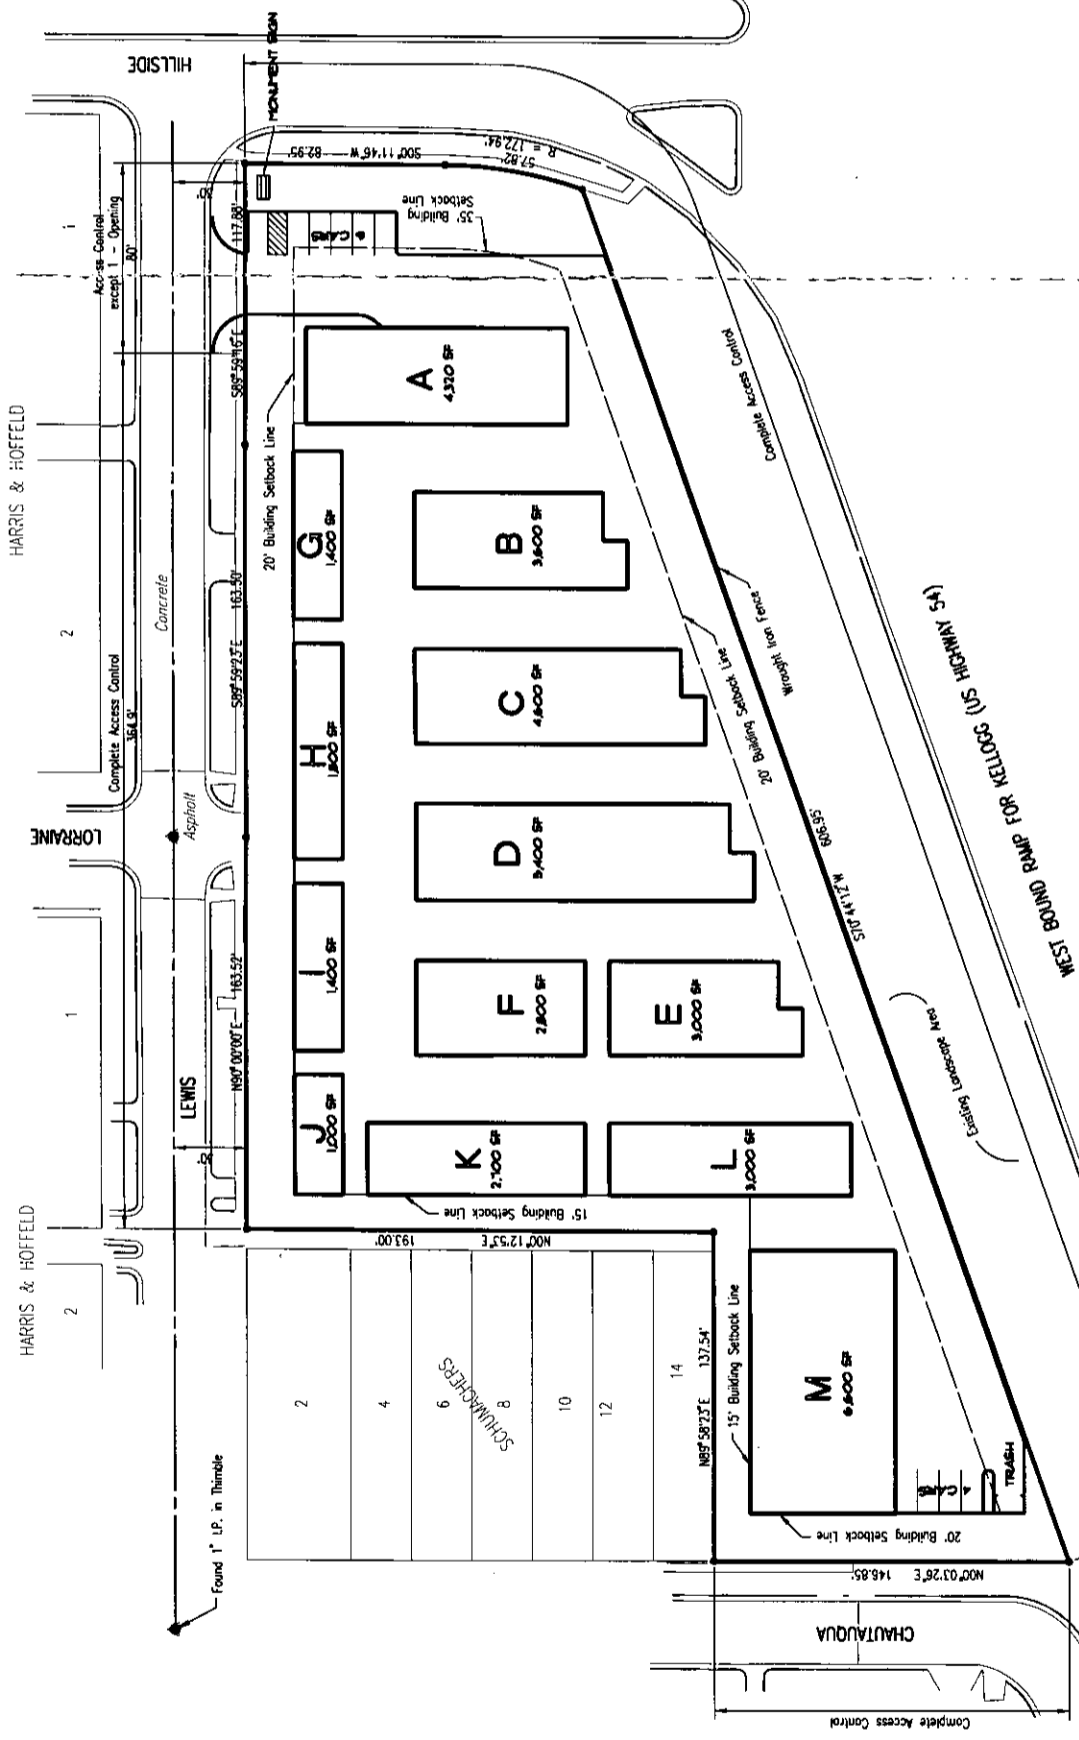 HARRIS & HOFFELD
HARRIS & HOFFELD
HILLSIDE
MONUMENT SIGN
1
Access Control
except 1 - Opening
80'
S00°11'46"W 82.95'
57.82'
R = 172.94'
35' Building
Setback Line
117.88'
S89°59'16"E
CARS
A
4,320 SF
20' Building Setback Line
2
Concrete
Complete Access Control
364.9'
S89°59'23"E 163.50'
G
1,400 SF
B
3,600 SF
Complete Access Control
LORRAINE
Asphalt
H
1,800 SF
C
4,600 SF
20' Building Setback Line
Wrought Iron Fence
D
5,400 SF
S70°44'12"W 606.95'
WEST BOUND RAMP FOR KELLOGG (US HIGHWAY 54)
1
LEWIS
N90°00'00"E 163.52'
I
1,400 SF
F
2,800 SF
E
3,000 SF
Existing Landscape Area
J
1,000 SF
K
2,700 SF
L
3,000 SF
15' Building Setback Line
N00°12'53"E 193.00'
2
2
4
6
8
10
12
14
SCHUMACHERS
N89°58'23"E 137.54'
15' Building Setback Line
M
6,600 SF
TRASH
20' Building Setback Line
Found 1" I.P. in Thimble
N00°03'26"E 146.85'
CHAUTAUQUA
Complete Access Control